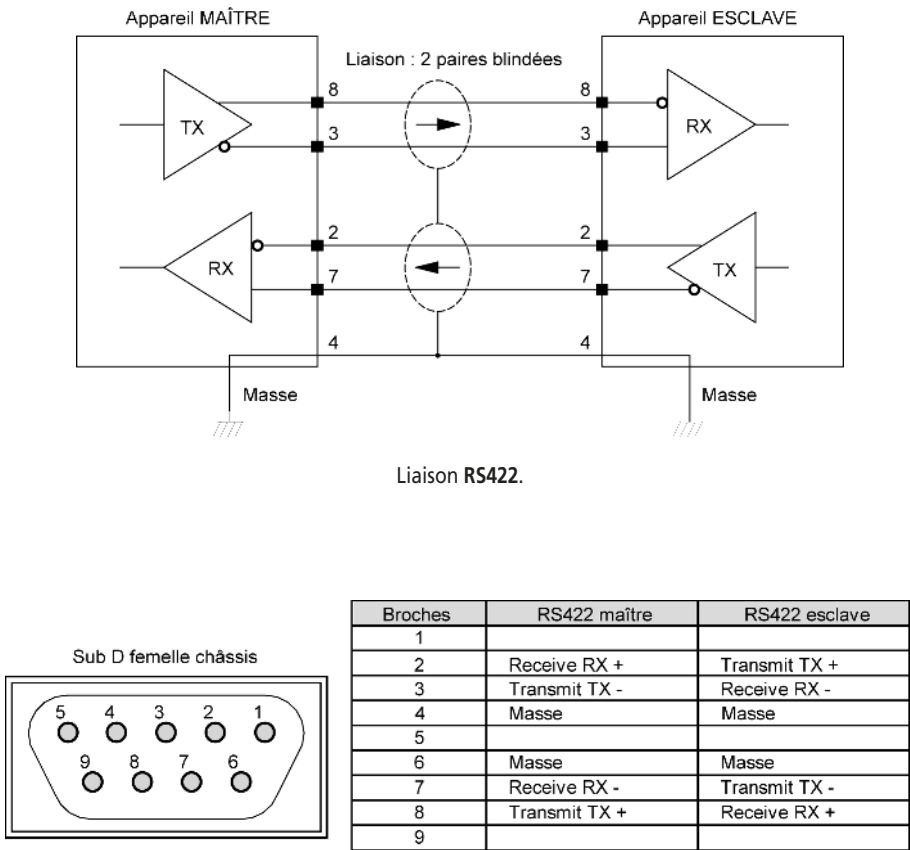 Appareil MAÎTRE
Appareil ESCLAVE
Liaison : 2 paires blindées
8
8
TX
RX
3
3
2
2
RX
TX
7
7
4
4
Masse
Masse
Liaison RS422.
Sub D femelle châssis
5 4 3 2 1
9 8 7 6
Broches RS422 maître RS422 esclave
1
2 Receive RX + Transmit TX +
3 Transmit TX - Receive RX -
4 Masse Masse
5
6 Masse Masse
7 Receive RX - Transmit TX -
8 Transmit TX + Receive RX +
9